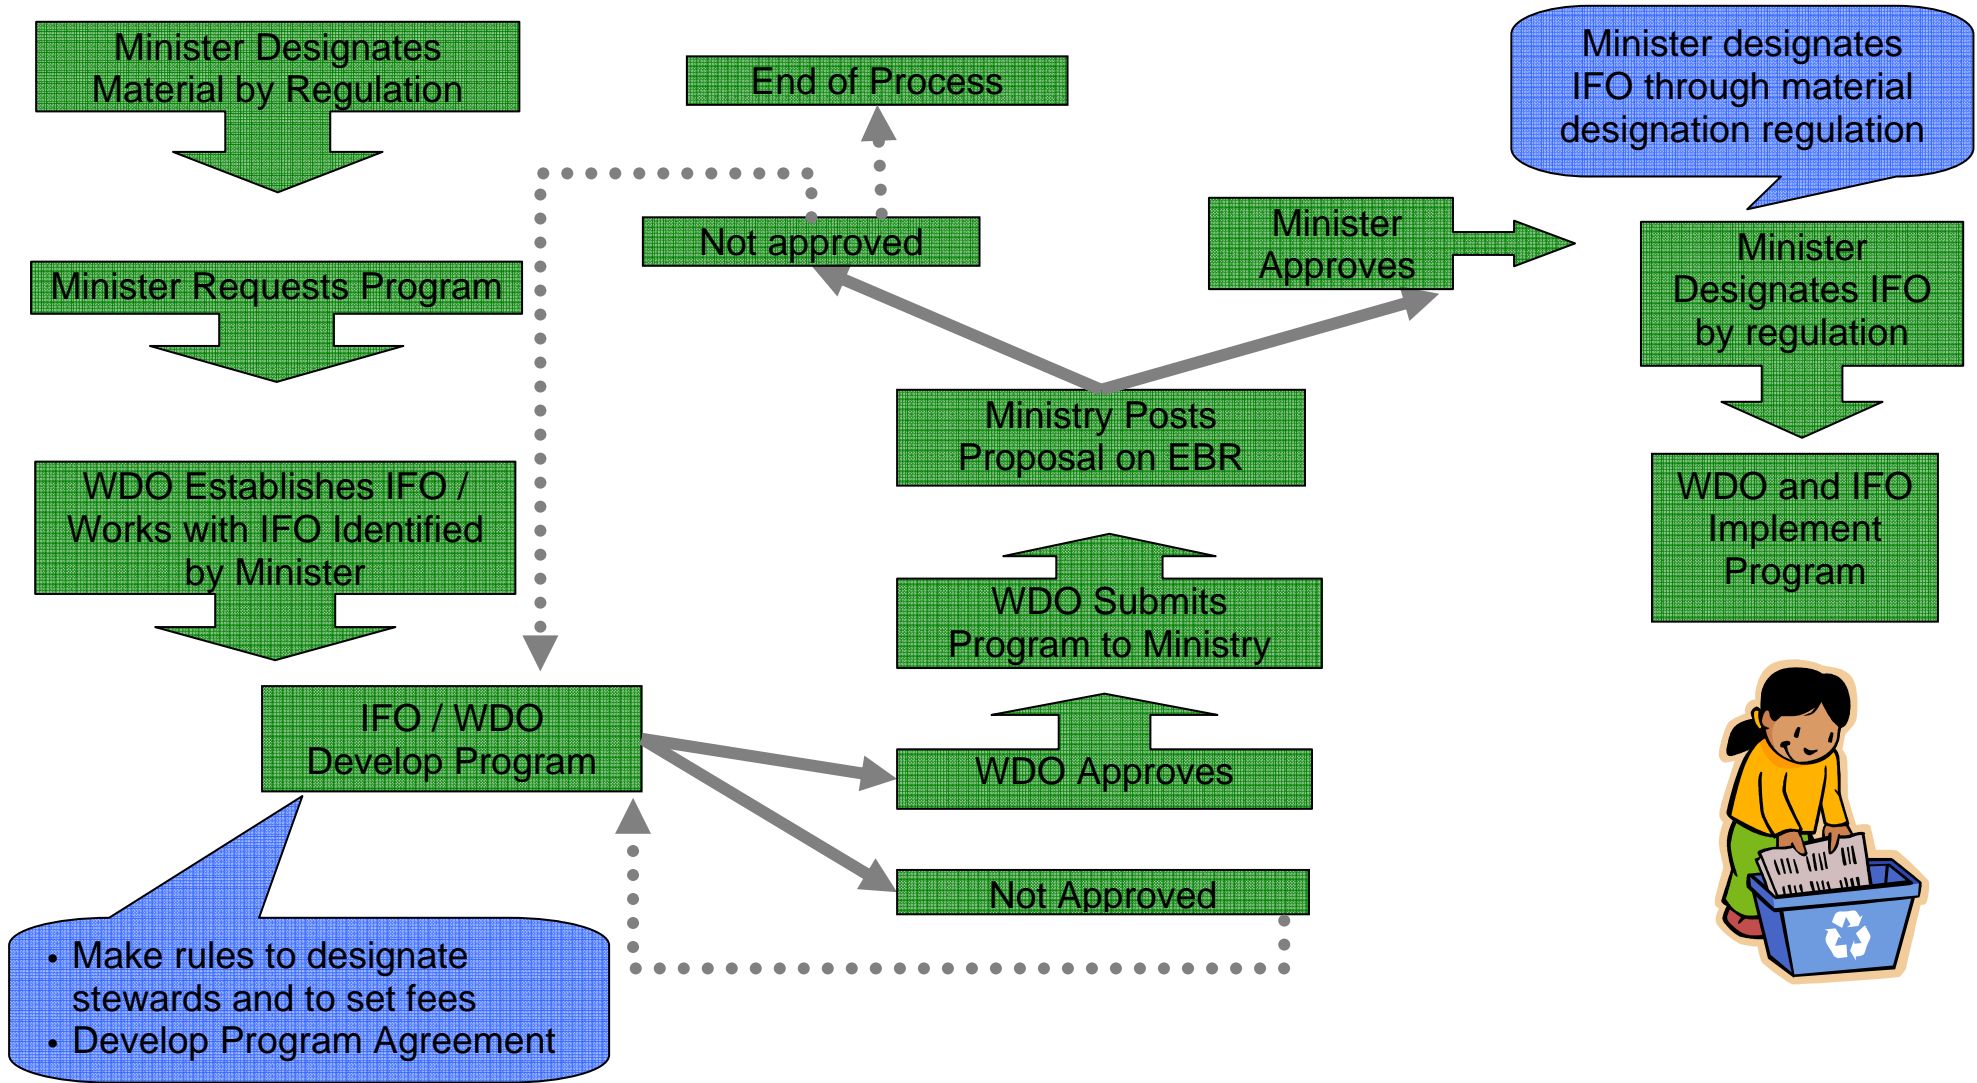 Minister Designates
Material by Regulation
Minister Requests Program
WDO Establishes IFO /
Works with IFO Identified
by Minister
IFO / WDO
Develop Program
• Make rules to designate
stewards and to set fees
• Develop Program Agreement
End of Process
Not approved
Ministry Posts
Proposal on EBR
WDO Submits
Program to Ministry
WDO Approves
Not Approved
Minister
Approves
Minister designates
IFO through material
designation regulation
Minister
Designates IFO
by regulation
WDO and IFO
Implement
Program